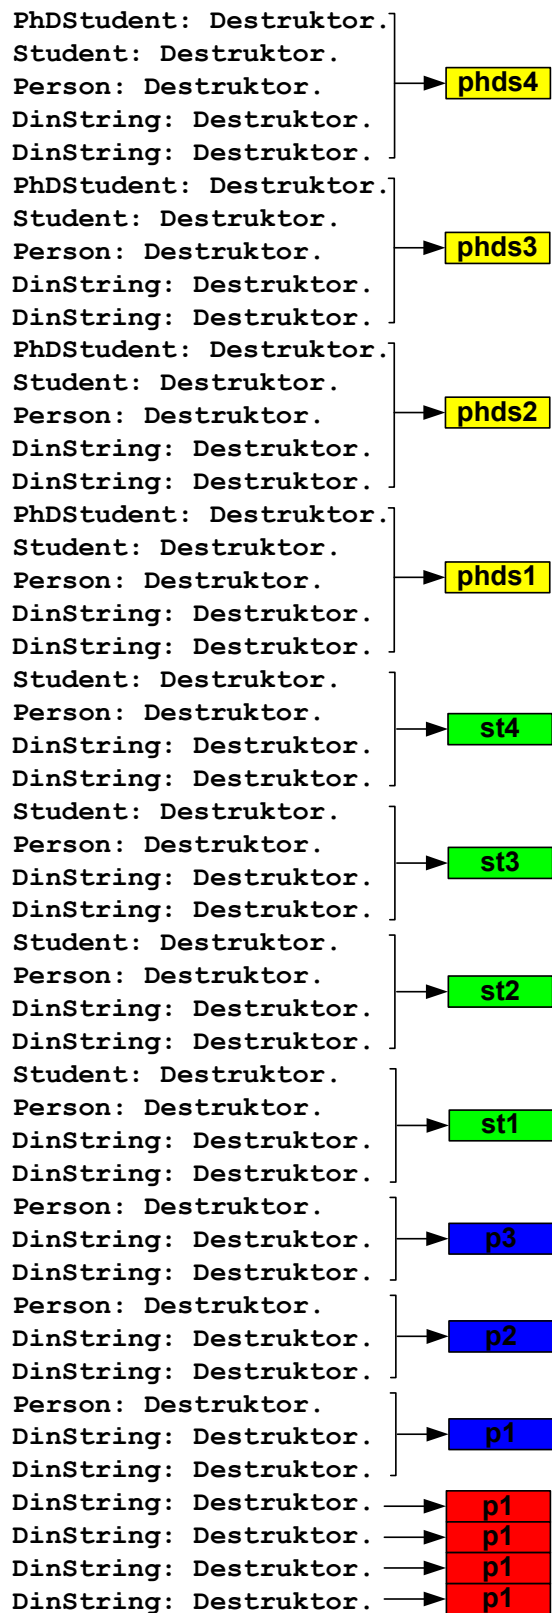 PhDStudent: Destruktor.
Student: Destruktor.
Person: Destruktor. phds4
DinString: Destruktor.
DinString: Destruktor.
PhDStudent: Destruktor.
Student: Destruktor.
Person: Destruktor. phds3
DinString: Destruktor.
DinString: Destruktor.
PhDStudent: Destruktor.
Student: Destruktor.
Person: Destruktor. phds2
DinString: Destruktor.
DinString: Destruktor.
PhDStudent: Destruktor.
Student: Destruktor.
Person: Destruktor. phds1
DinString: Destruktor.
DinString: Destruktor.
Student: Destruktor.
Person: Destruktor. st4
DinString: Destruktor.
DinString: Destruktor.
Student: Destruktor.
Person: Destruktor. st3
DinString: Destruktor.
DinString: Destruktor.
Student: Destruktor.
Person: Destruktor. st2
DinString: Destruktor.
DinString: Destruktor.
Student: Destruktor.
Person: Destruktor. st1
DinString: Destruktor.
DinString: Destruktor.
Person: Destruktor.
DinString: Destruktor. p3
DinString: Destruktor.
Person: Destruktor.
DinString: Destruktor. p2
DinString: Destruktor.
Person: Destruktor.
DinString: Destruktor. p1
DinString: Destruktor.
DinString: Destruktor. p1
DinString: Destruktor. p1
DinString: Destruktor. p1
DinString: Destruktor. p1